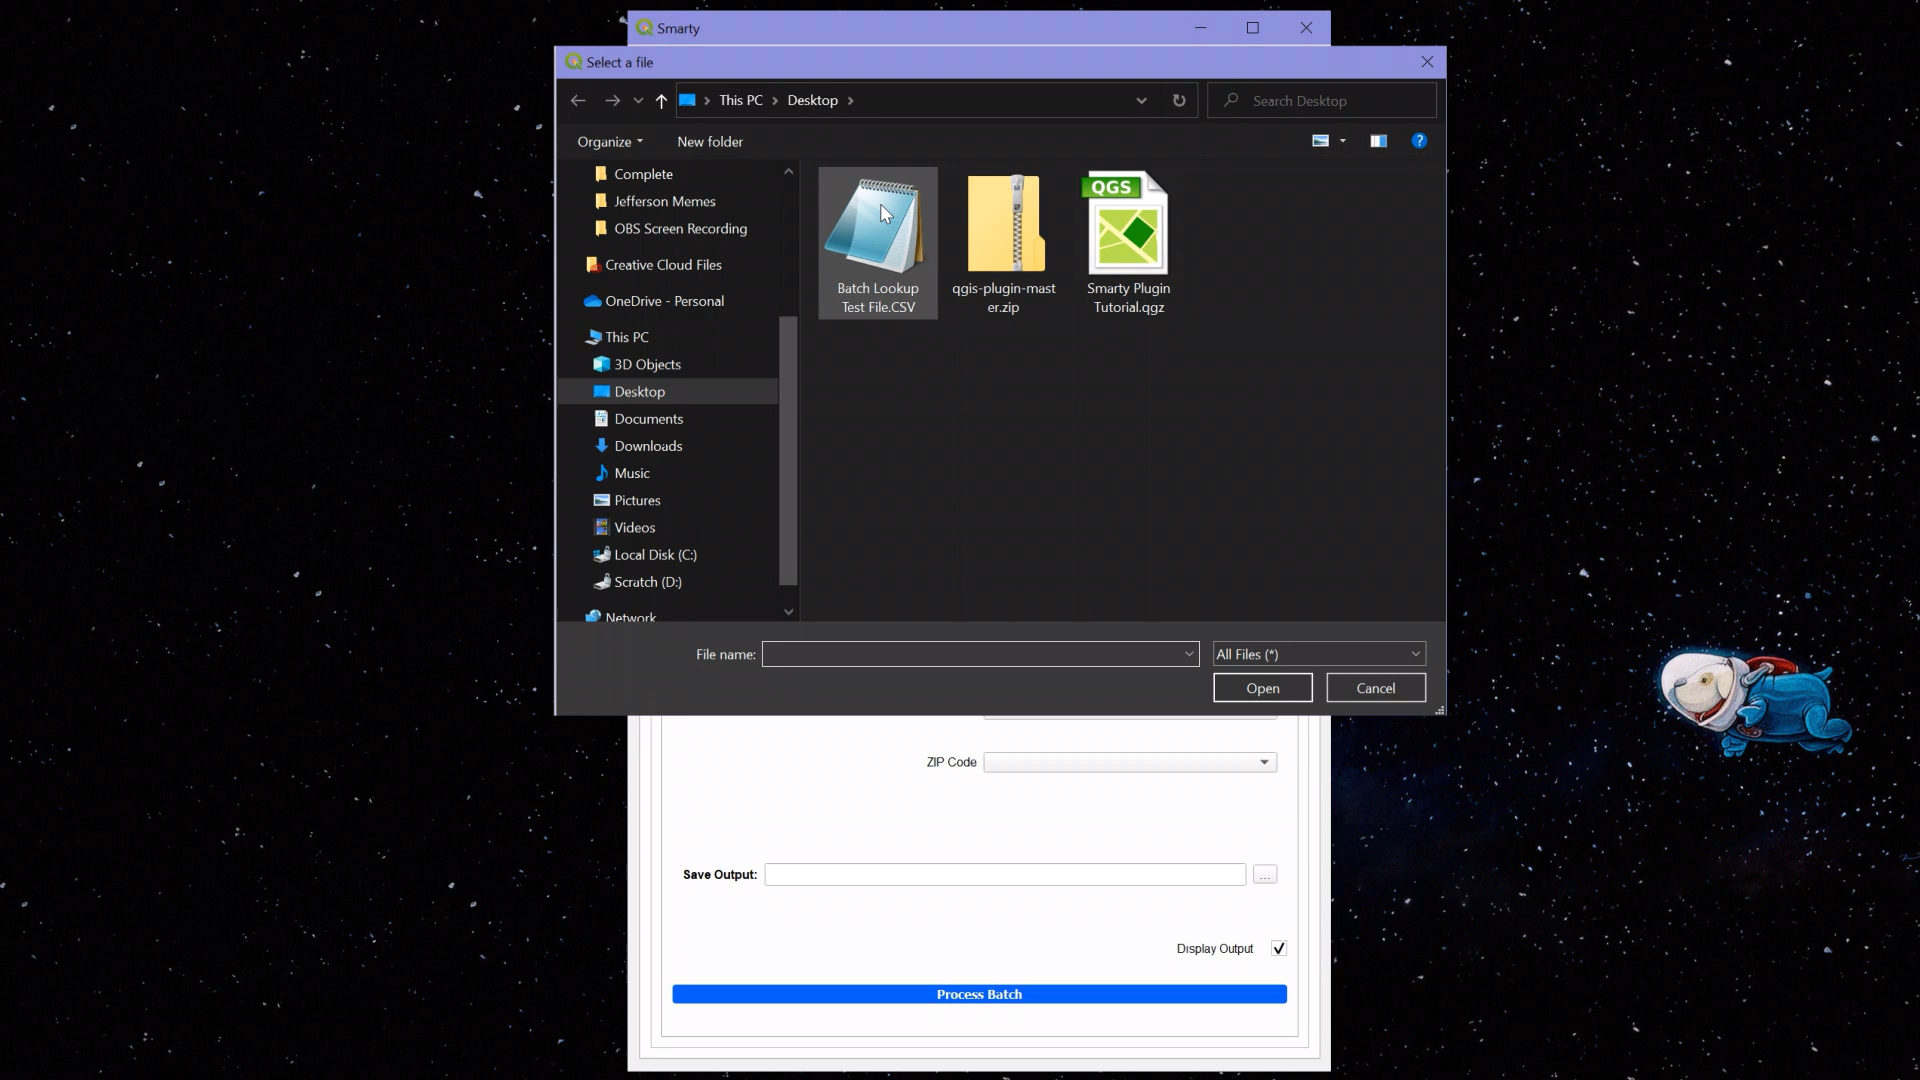 Smarty
Select a file
This PC
Desktop
Search Desktop
Organize
New folder
Complete
Jefferson Memes
OBS Screen Recording
Creative Cloud Files
OneDrive - Personal
This PC
3D Objects
Desktop
Documents
Downloads
Music
Pictures
Videos
Local Disk (C:)
Scratch (D:)
Network
Batch Lookup
Test File.CSV
qgis-plugin-mast
er.zip
QGS
Smarty Plugin
Tutorial.qgz
File name:
All Files (*)
Open
Cancel
ZIP Code
Save Output:
...
Display Output
Process Batch